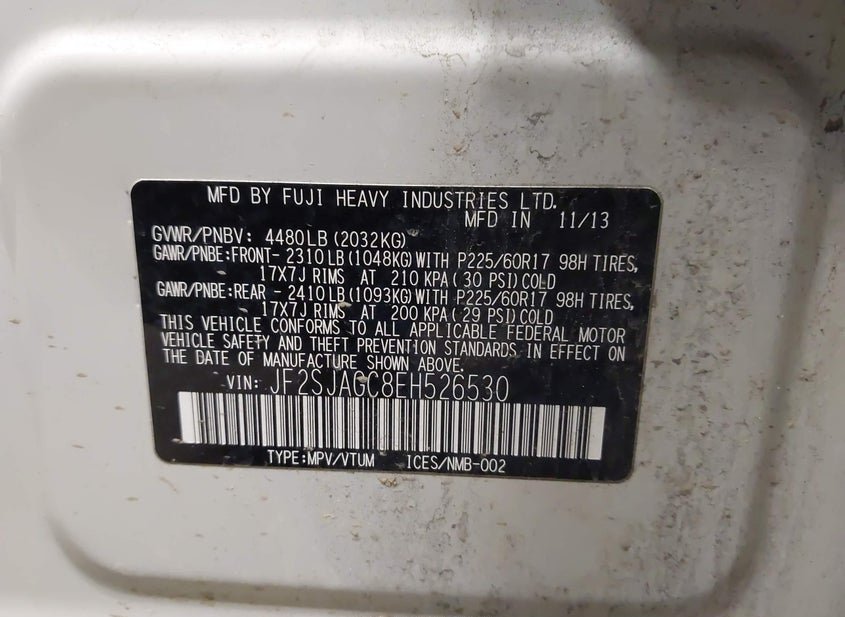 MFD BY FUJI HEAVY INDUSTRIES LTD.
MFD IN 11/13
GVWR/PNBV: 4480LB(2032KG)
GAWR/PNBE:FRONT- 2310LB(1048KG)WITH P225/60R17 98H TIRES,
17X7J RIMS AT 210 KPA(30 PSI)COLD
GAWR/PNBE:REAR - 2410LB(1093KG)WITH P225/60R17 98H TIRES,
17X7J RIMS AT 200 KPA(29 PSI)COLD
THIS VEHICLE CONFORMS TO ALL APPLICABLE FEDERAL MOTOR
VEHICLE SAFETY AND THEFT PREVENTION STANDARDS IN EFFECT ON
THE DATE OF MANUFACTURE SHOWN ABOVE.
VIN: JF2SJAGC8EH526530
TYPE:MPV/VTUM ICES/NMB-002